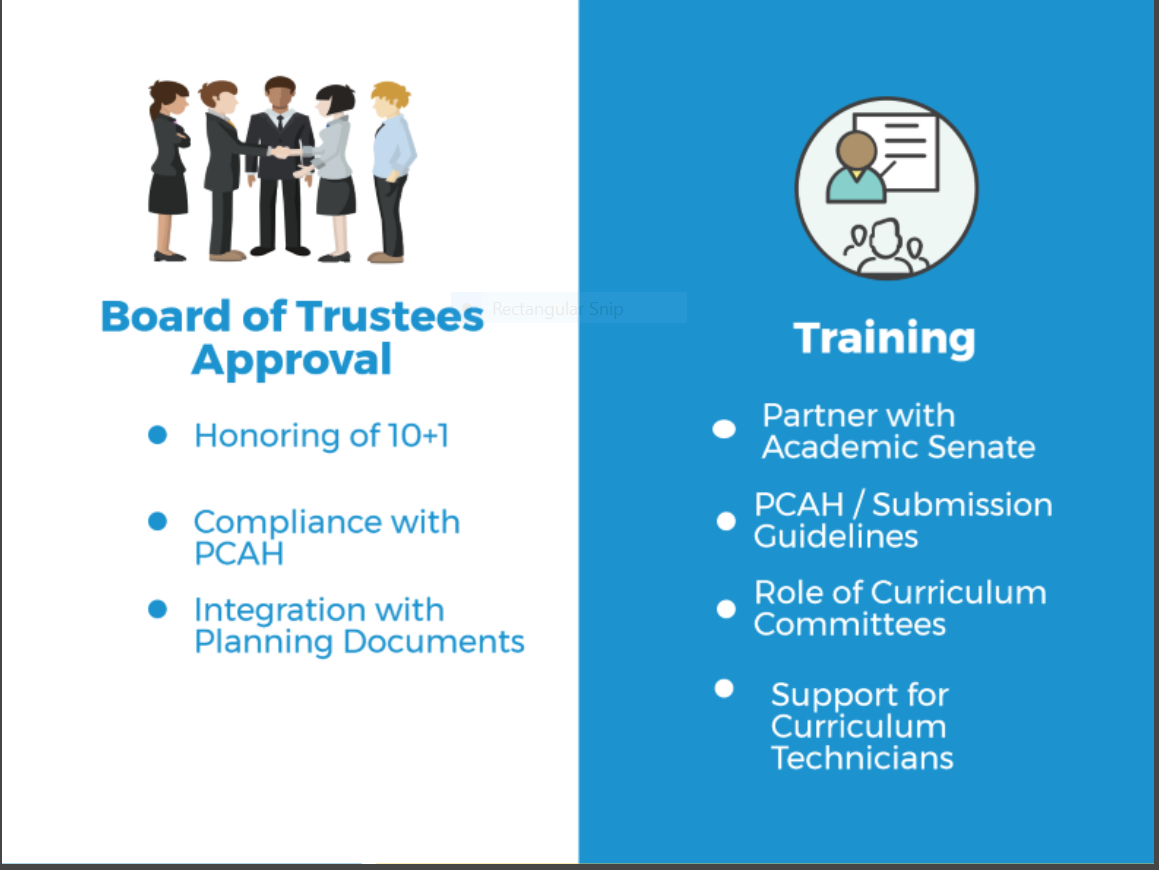 Board of Trustees
Approval
Honoring of 10+1
Compliance with
PCAH
Integration with
Planning Documents
Rectangular Snip
Training
Partner with
Academic Senate
PCAH / Submission
Guidelines
Role of Curriculum
Committees
Support for
Curriculum
Technicians